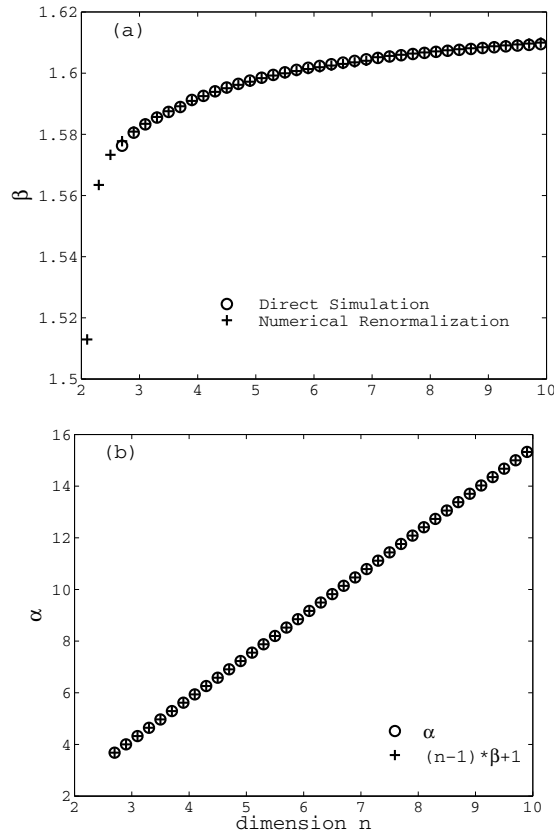 1.62
(a)
1.6
1.58
1.56
β
1.54
Direct Simulation
Numerical Renormalization
1.52
1.5
2 3 4 5 6 7 8 9 10
16
(b)
14
12
10
α
8
6
4
α
(n-1)*β+1
2
2 3 4 5 6 7 8 9 10
dimension n